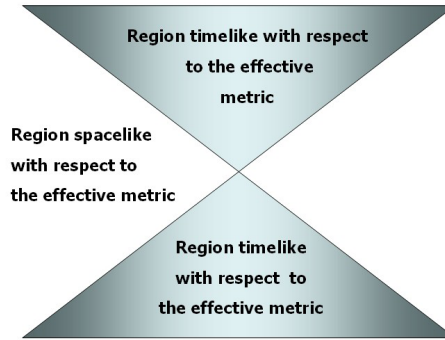 Region timelike with respect
to the effective
metric
Region spacelike
with respect to
the effective metric
Region timelike
with respect to
the effective metric